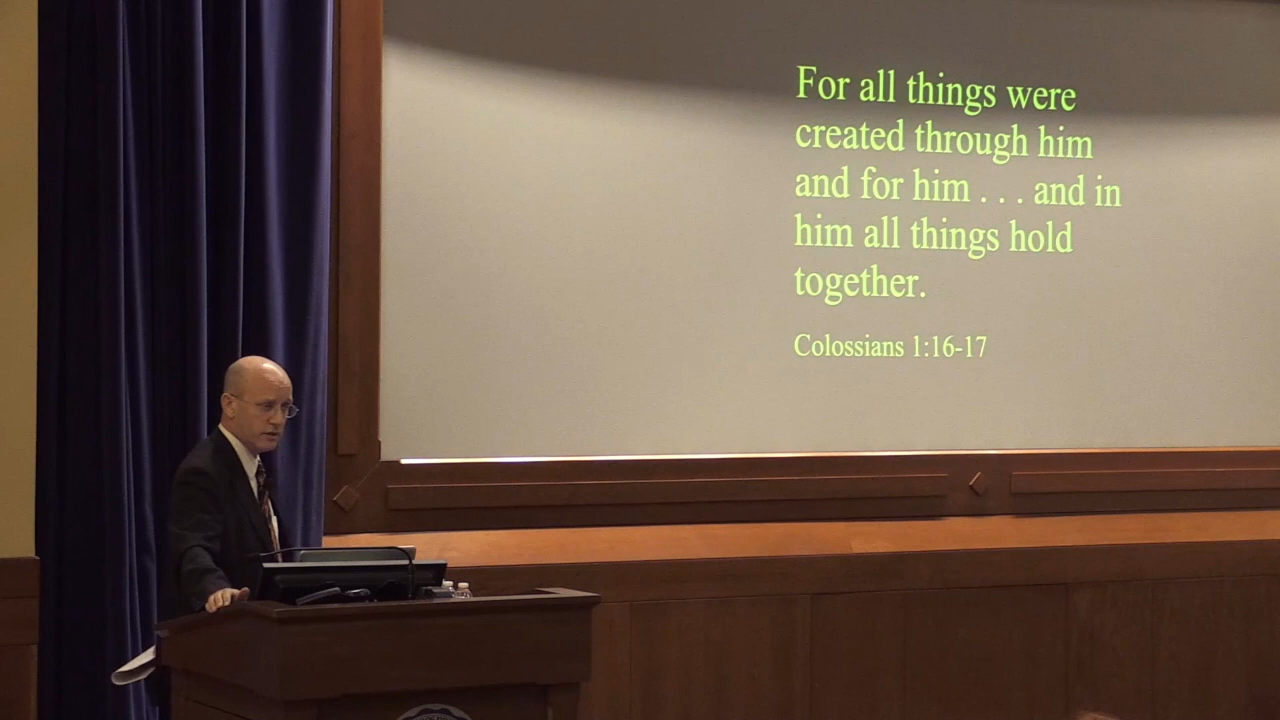 For all things were
created through him
and for him . . . and in
him all things hold
together.
Colossians 1:16-17